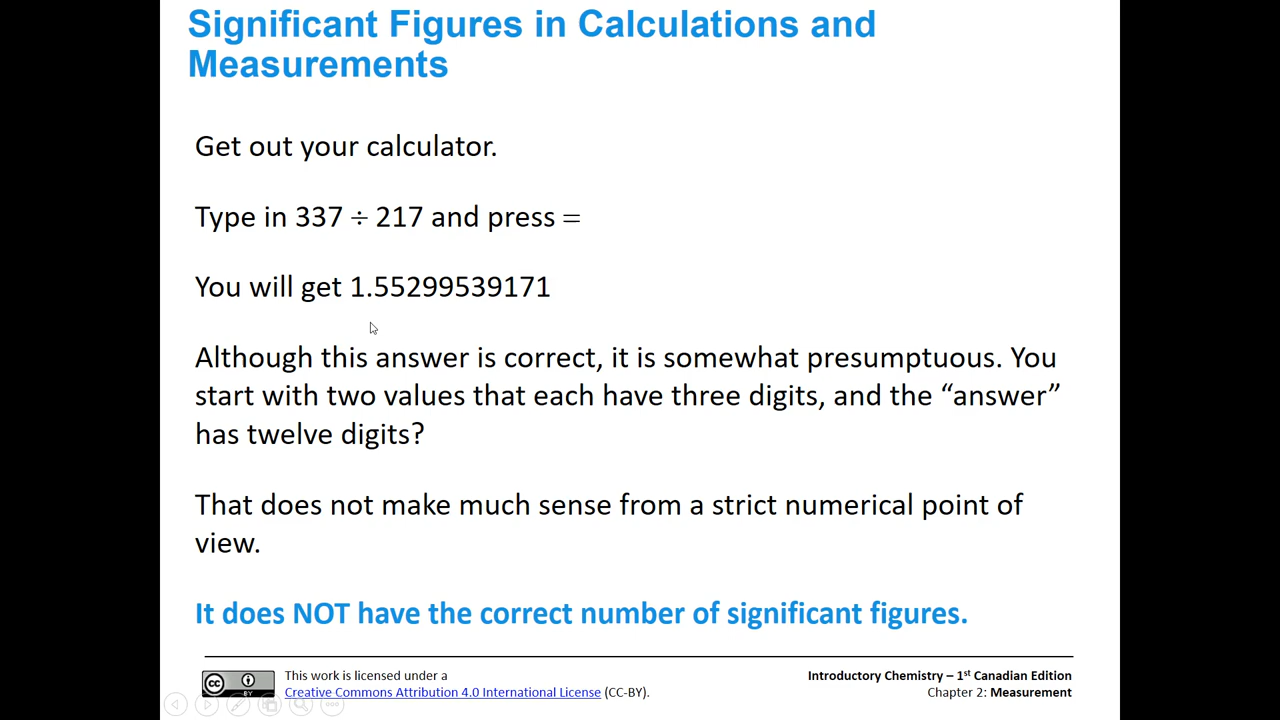 Significant Figures in Calculations and
Measurements
Get out your calculator.
Type in 337 ÷ 217 and press =
You will get 1.55299539171
Although this answer is correct, it is somewhat presumptuous. You
start with two values that each have three digits, and the “answer”
has twelve digits?
That does not make much sense from a strict numerical point of
view.
It does NOT have the correct number of significant figures.
cc BY
This work is licensed under a
Creative Commons Attribution 4.0 International License (CC-BY).
Introductory Chemistry – 1st Canadian Edition
Chapter 2: Measurement